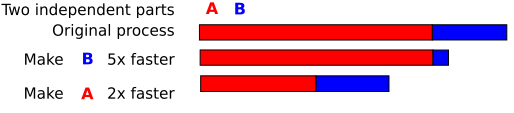 Two independent parts A B
Original process
Make B 5x faster
Make A 2x faster